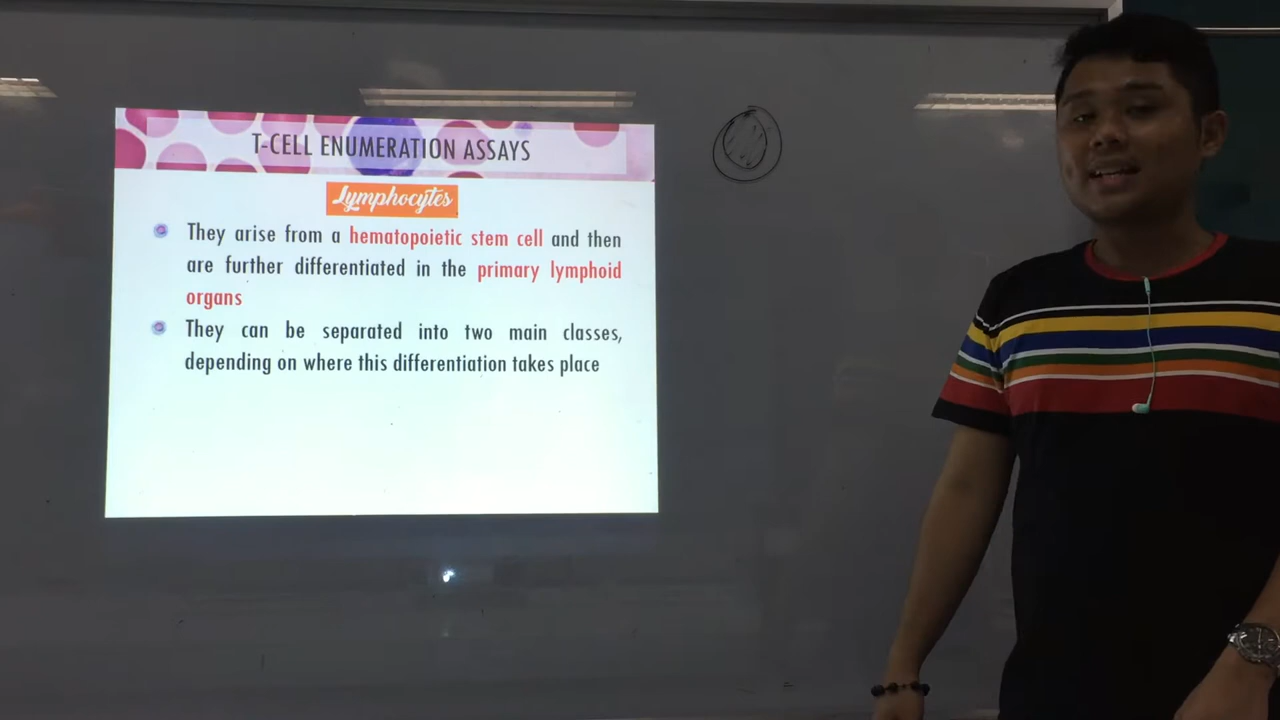 T-CELL ENUMERATION ASSAYS
Lymphocytes
They arise from a hematopoietic stem cell and then
are further differentiated in the primary lymphoid
organs
They can be separated into two main classes,
depending on where this differentiation takes place